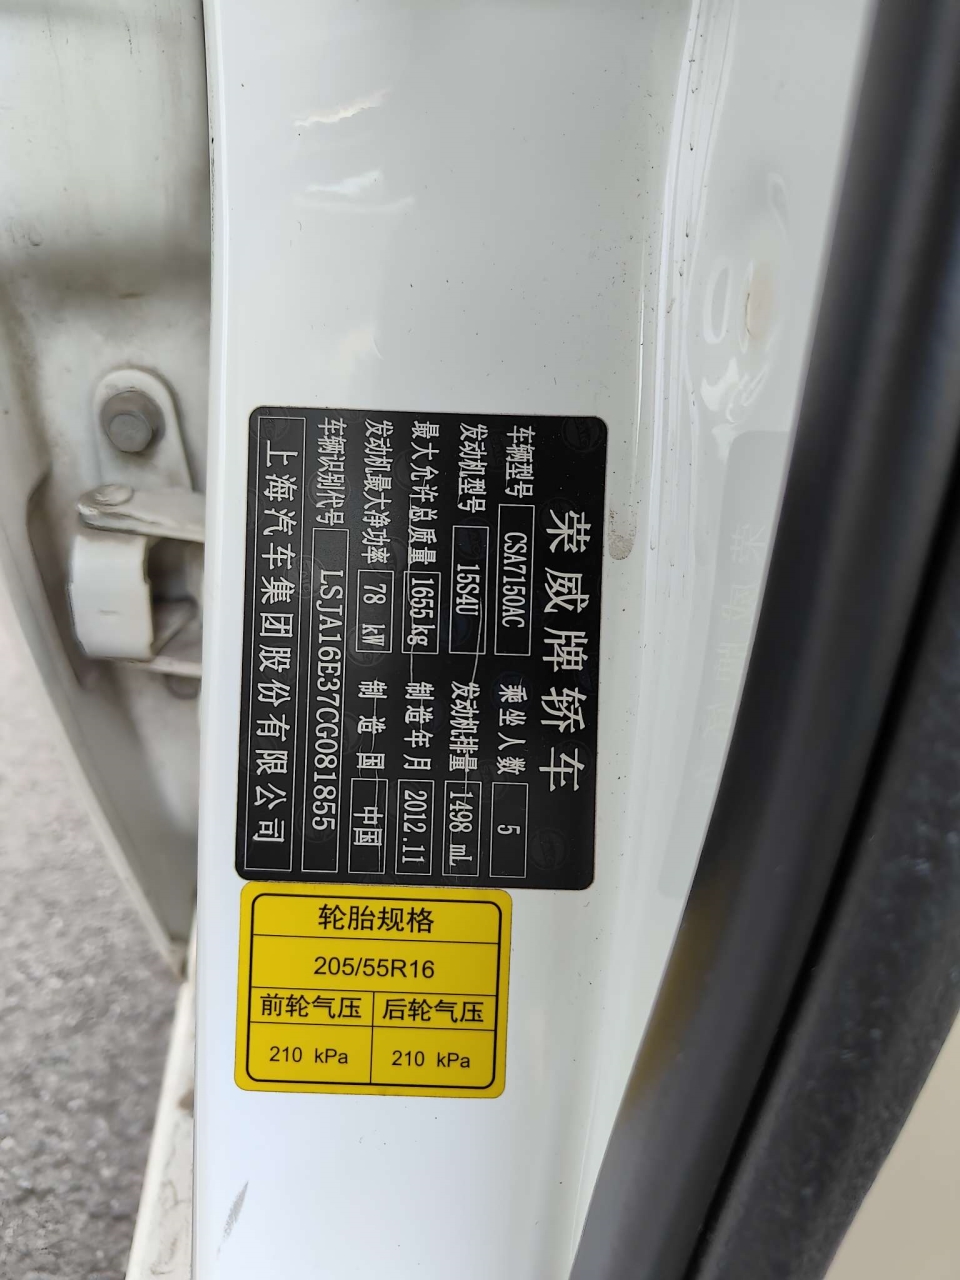 荣威牌轿车
车辆型号 CSA7150AC 乘坐人数 5
发动机型号 15S4U 发动机排量 1498 mL
最大允许总质量 1655kg 制造年月 2012.11
发动机最大净功率 78 kW 制造国 中国
车辆识别代号 LSJA16E37CG081855
上海汽车集团股份有限公司
轮胎规格
205/55R16
前轮气压 后轮气压
210 kPa 210 kPa